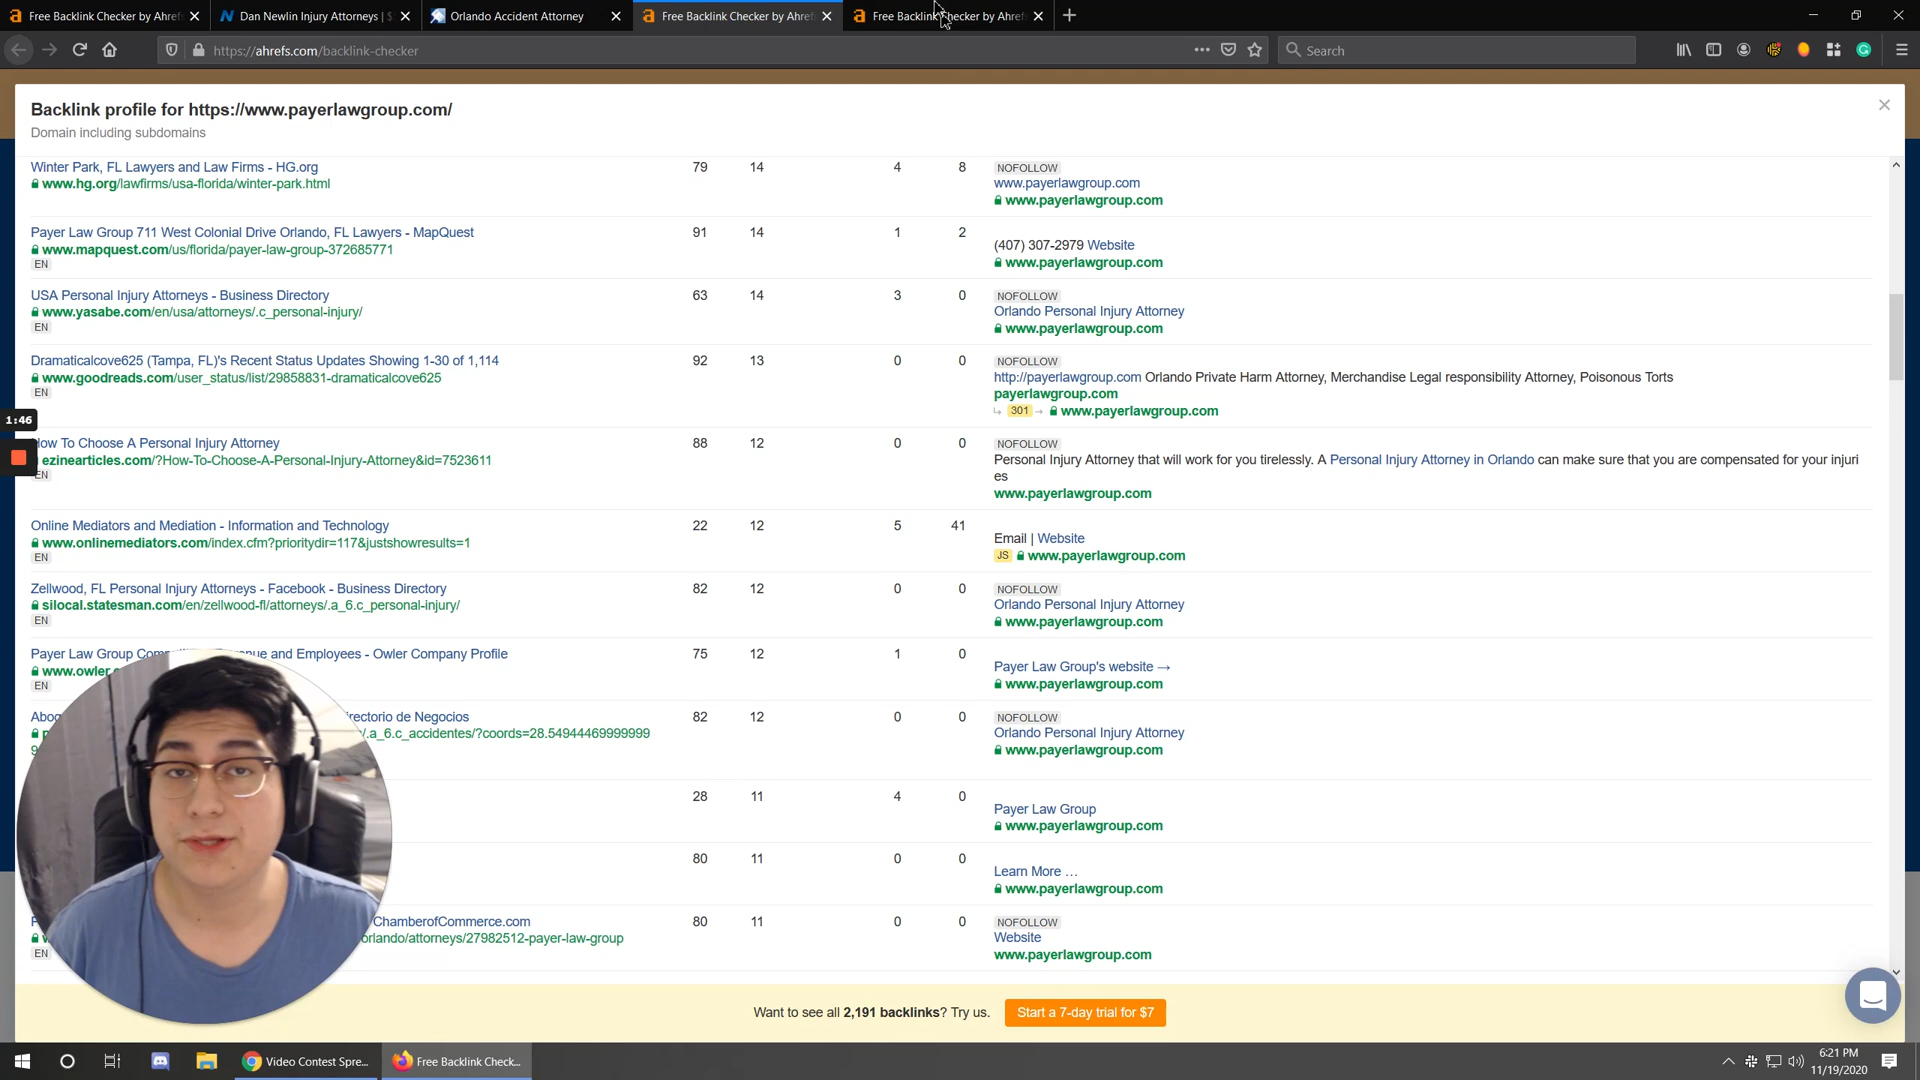 Free Backlink Checker by Ahref
Dan Newlin Injury Attorneys | $
Orlando Accident Attorney
Free Backlink Checker by Ahref
Free Backlink Checker by Ahref
https://ahrefs.com/backlink-checker
Search
Backlink profile for https://www.payerlawgroup.com/
Domain including subdomains
Winter Park, FL Lawyers and Law Firms - HG.org 79 14 4 8 NOFOLLOW
www.hg.org/lawfirms/usa-florida/winter-park.html www.payerlawgroup.com
www.payerlawgroup.com
Payer Law Group 711 West Colonial Drive Orlando, FL Lawyers - MapQuest 91 14 1 2
www.mapquest.com/us/florida/payer-law-group-372685771 (407) 307-2979 Website
EN www.payerlawgroup.com
USA Personal Injury Attorneys - Business Directory 63 14 3 0 NOFOLLOW
www.yasabe.com/en/usa/attorneys/.c_personal-injury/ Orlando Personal Injury Attorney
EN www.payerlawgroup.com
Dramaticalcove625 (Tampa, FL)'s Recent Status Updates Showing 1-30 of 1,114 92 13 0 0 NOFOLLOW
www.goodreads.com/user_status/list/29858831-dramaticalcove625 http://payerlawgroup.com Orlando Private Harm Attorney, Merchandise Legal responsibility Attorney, Poisonous Torts
EN payerlawgroup.com
301 www.payerlawgroup.com
1:46
How To Choose A Personal Injury Attorney 88 12 0 0 NOFOLLOW
ezinearticles.com/?How-To-Choose-A-Personal-Injury-Attorney&id=7523611 Personal Injury Attorney that will work for you tirelessly. A Personal Injury Attorney in Orlando can make sure that you are compensated for your injuri
EN es
www.payerlawgroup.com
Online Mediators and Mediation - Information and Technology 22 12 5 41
www.onlinemediators.com/index.cfm?prioritydir=117&justshowresults=1 Email | Website
EN JS www.payerlawgroup.com
Zellwood, FL Personal Injury Attorneys - Facebook - Business Directory 82 12 0 0 NOFOLLOW
silocal.statesman.com/en/zellwood-fl/attorneys/.a_6.c_personal-injury/ Orlando Personal Injury Attorney
EN www.payerlawgroup.com
Payer Law Group and Employees - Owler Company Profile 75 12 1 0
www.owler. Payer Law Group's website →
EN www.payerlawgroup.com
Abog irectorio de Negocios 82 12 0 0 NOFOLLOW
.a_6.c_accidentes/?coords=28.54944469999999 Orlando Personal Injury Attorney
9 www.payerlawgroup.com
28 11 4 0
Payer Law Group
www.payerlawgroup.com
80 11 0 0
Learn More …
www.payerlawgroup.com
ChamberofCommerce.com 80 11 0 0 NOFOLLOW
orlando/attorneys/27982512-payer-law-group Website
EN www.payerlawgroup.com
Want to see all 2,191 backlinks? Try us. Start a 7-day trial for $7
Video Contest Spre...
Free Backlink Check...
6:21 PM
11/19/2020